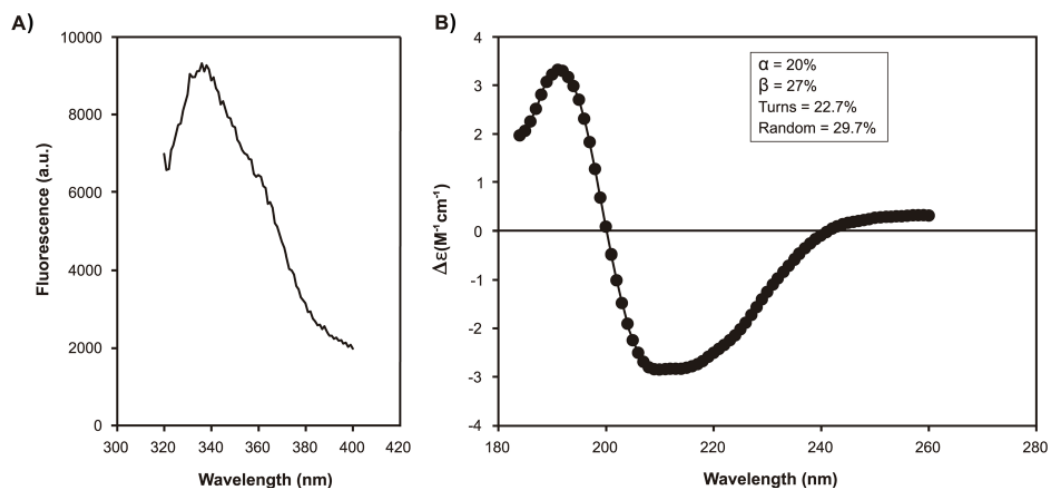 A)
10000
8000
6000
4000
2000
0
300
320
340
360
380
400
420
Fluorescence (a.u.)
Wavelength (nm)
B)
4
3
2
1
0
-1
-2
-3
-4
180
200
220
240
260
280
Δε(M⁻¹cm⁻¹)
Wavelength (nm)
α = 20%
β = 27%
Turns = 22.7%
Random = 29.7%